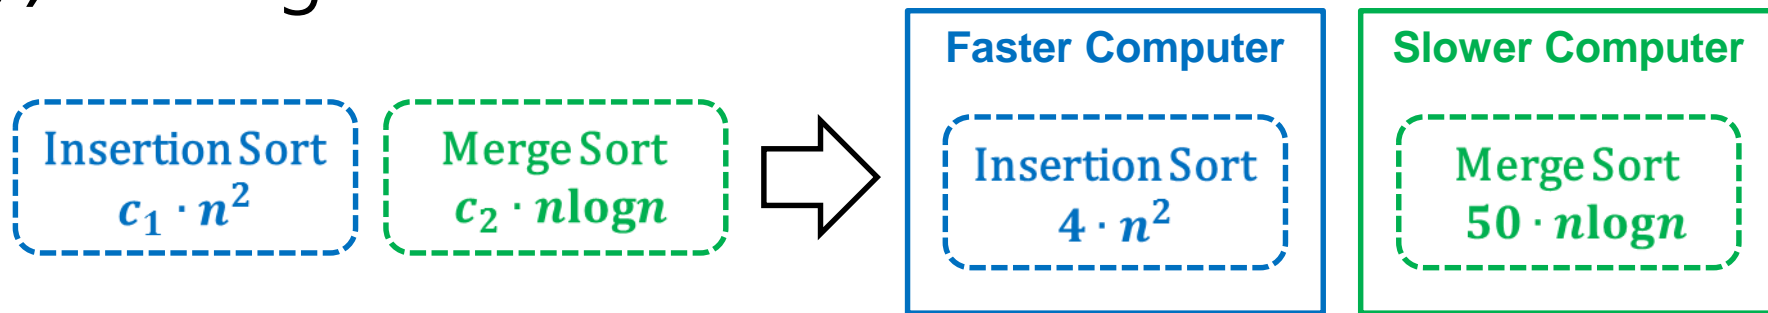 Insertion Sort
c₁ · n²
Merge Sort
c₂ · nlogn
Faster Computer
Insertion Sort
4 · n²
Slower Computer
Merge Sort
50 · nlogn